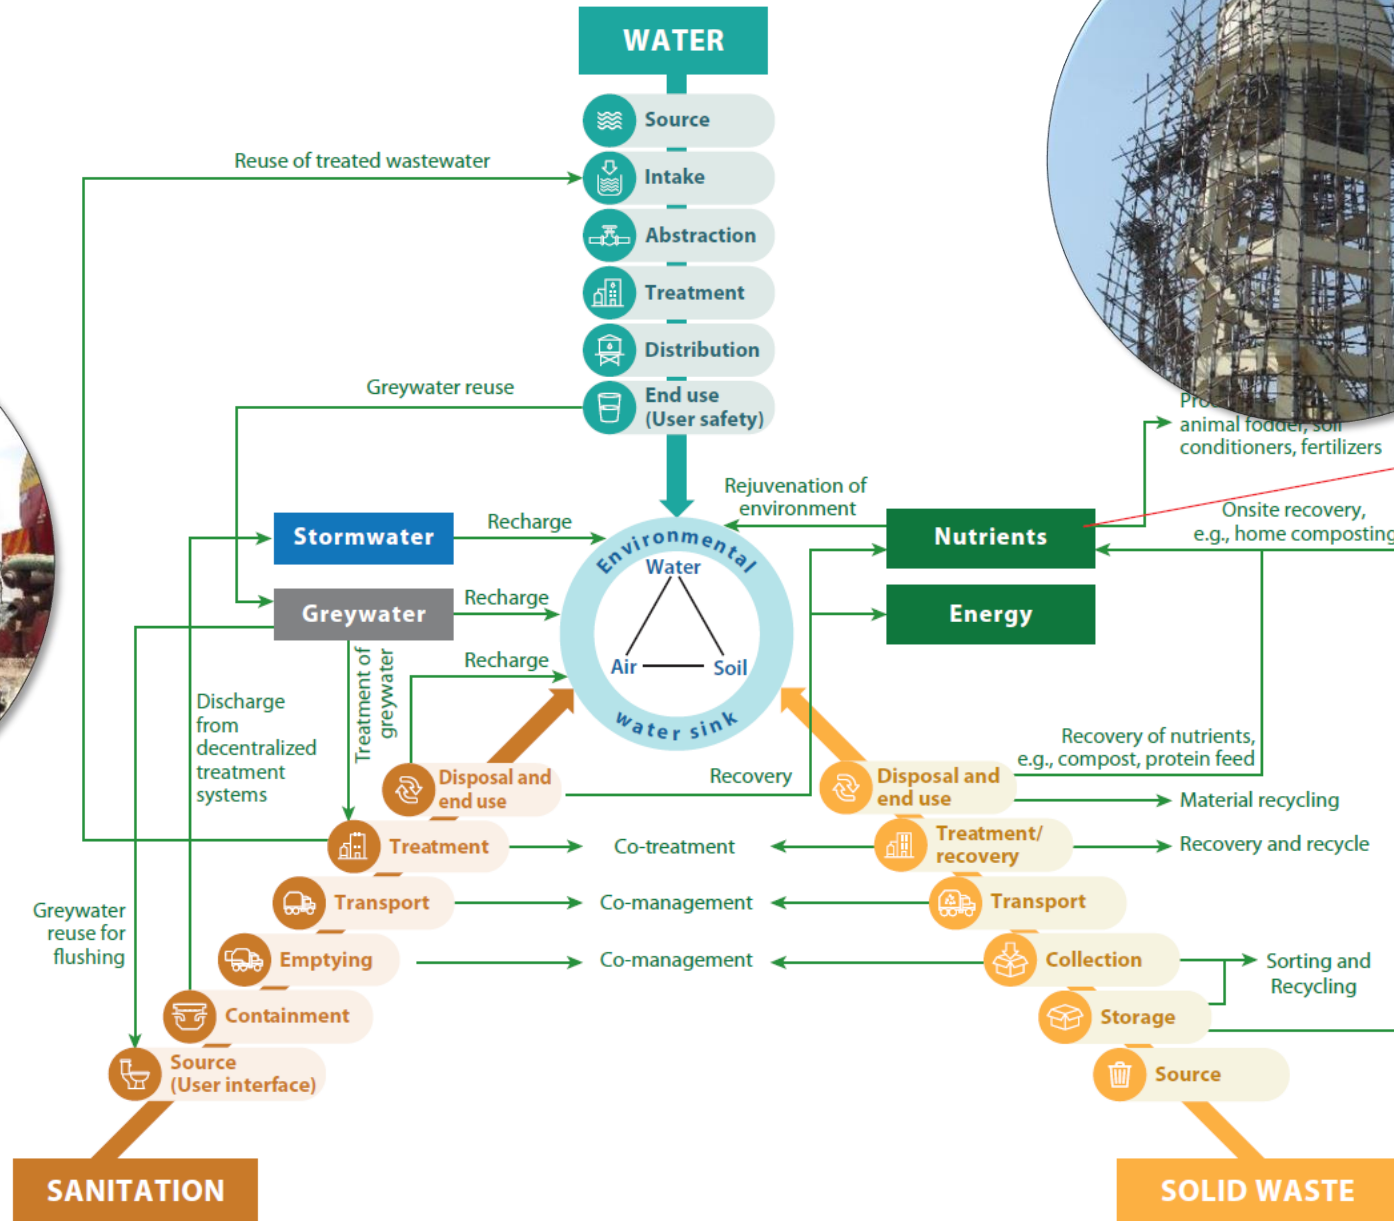 WATER
Source
Reuse of treated wastewater
Intake
Abstraction
Treatment
Distribution
Greywater reuse
End use
(User safety)
animal fodder, soil
conditioners, fertilizers
Rejuvenation of
environment
Stormwater
Recharge
Nutrients
Onsite recovery,
e.g., home composting
Environmental
Water
Air
Soil
water sink
Greywater
Recharge
Energy
Recharge
Treatment of
greywater
Discharge
from
decentralized
treatment
systems
Recovery of nutrients,
e.g., compost, protein feed
Disposal and
end use
Recovery
Disposal and
end use
Material recycling
Treatment
Co-treatment
Treatment/
recovery
Recovery and recycle
Transport
Co-management
Transport
Greywater
reuse for
flushing
Emptying
Co-management
Collection
Sorting and
Recycling
Containment
Storage
Source
(User interface)
Source
SANITATION
SOLID WASTE